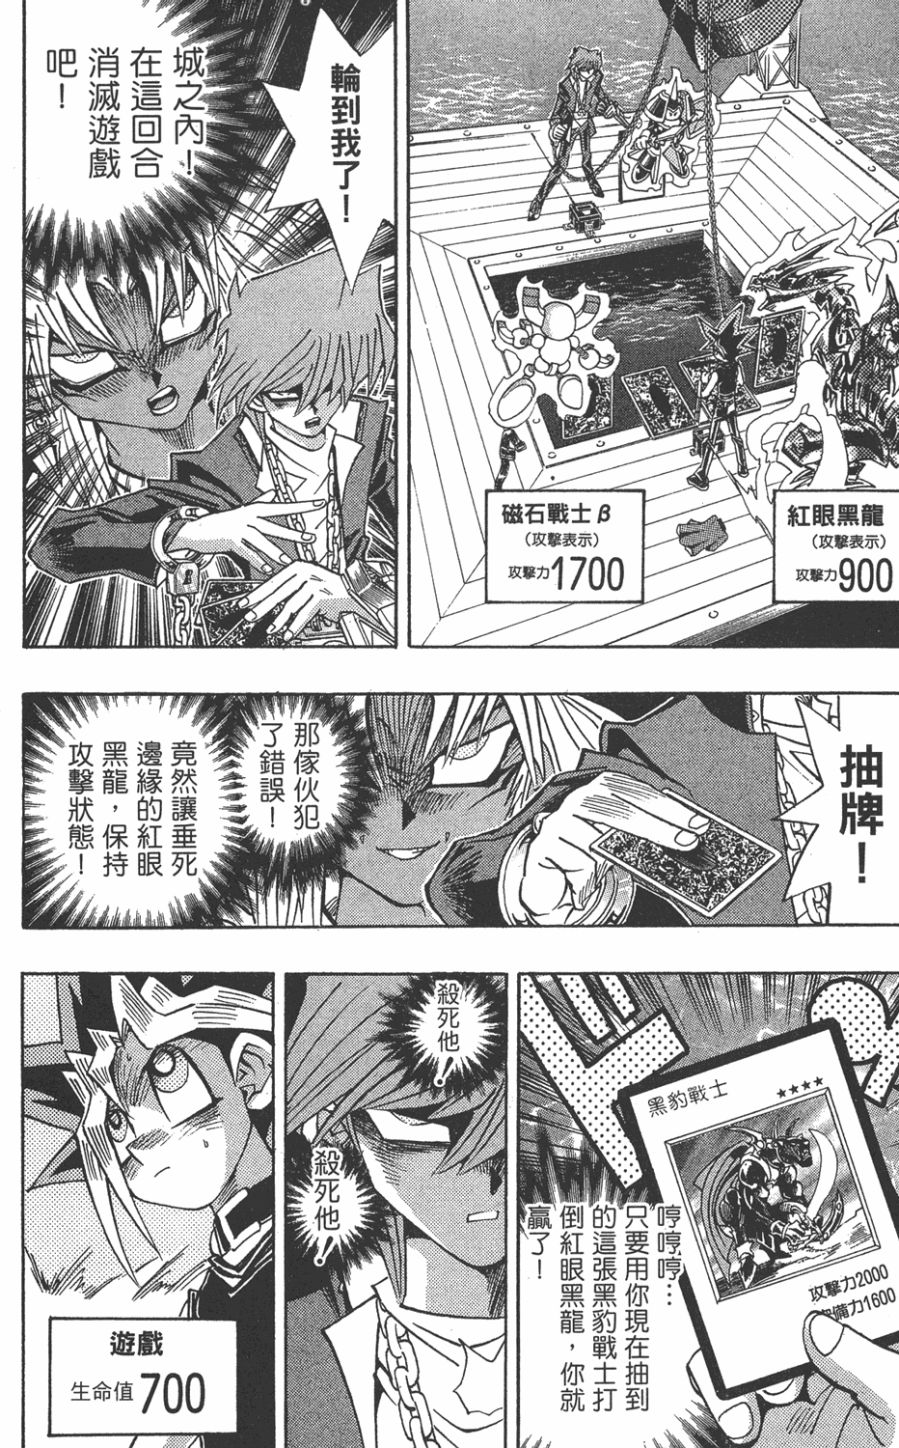 磁石戰士β
(攻擊表示)
攻擊力1700
紅眼黑龍
(攻擊表示)
攻擊力900
輪到我了！
城之內！
在這回合
消滅遊戲
吧！
抽牌！
那傢伙犯
了錯誤！
竟然讓垂死
邊緣的紅眼
黑龍，保持
攻擊狀態！
黑豹戰士
★★★★
攻擊力2000
守備力1600
哼哼哼…
只要用你現在抽到
的這張黑豹戰士打
倒紅眼黑龍，你就
贏了！
殺死他！
殺死他！
遊戲
生命值700